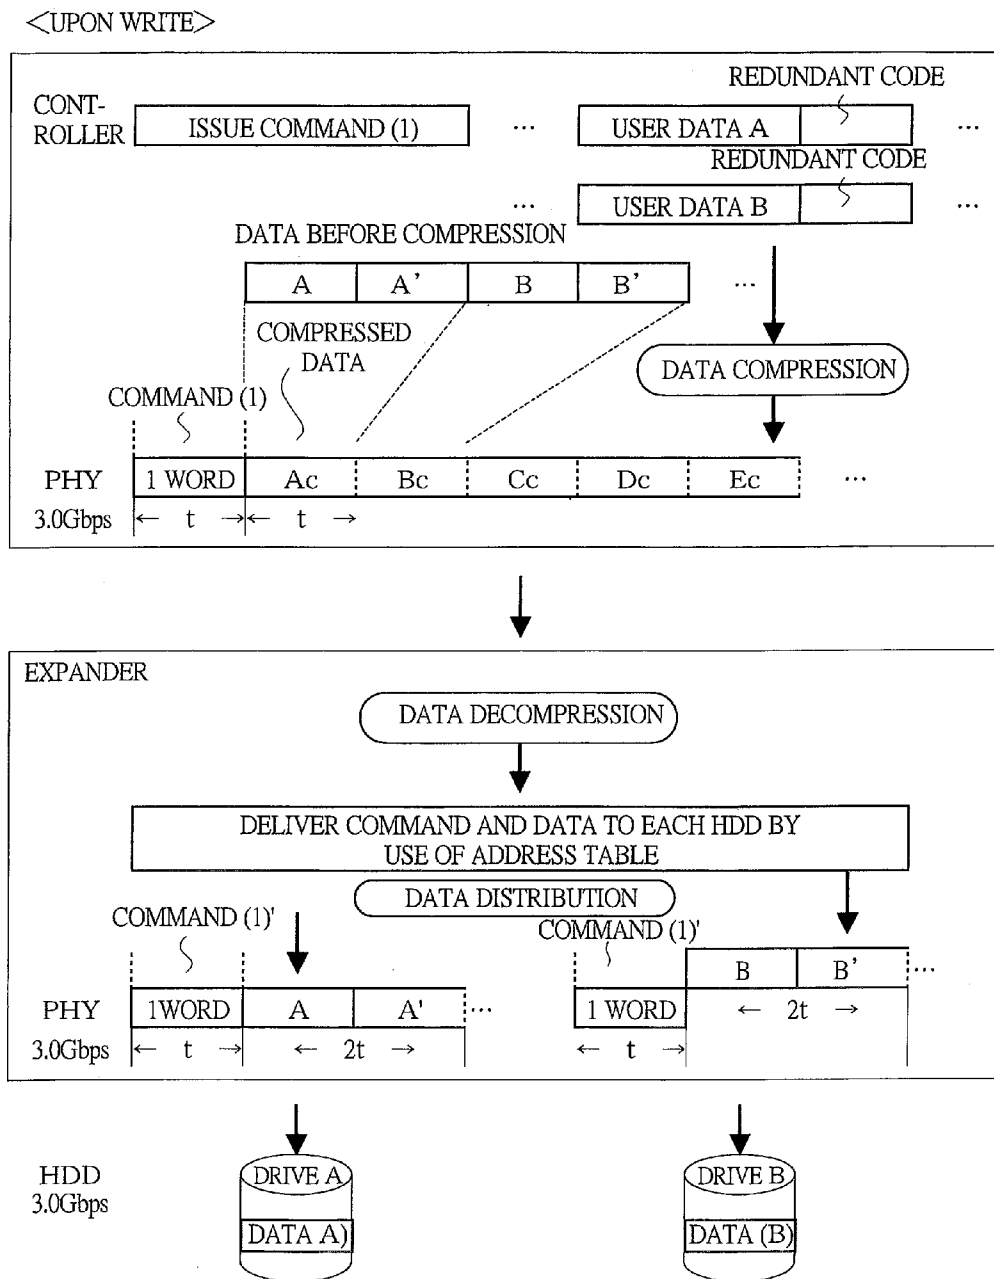 <UPON WRITE>
REDUNDANT CODE
CONT-
ROLLER
ISSUE COMMAND (1)
...
USER DATA A
...
REDUNDANT CODE
...
USER DATA B
...
DATA BEFORE COMPRESSION
A
A'
B
B'
...
COMPRESSED
DATA
DATA COMPRESSION
COMMAND (1)
PHY
1 WORD
Ac
Bc
Cc
Dc
Ec
...
3.0Gbps
← t →
← t →
EXPANDER
DATA DECOMPRESSION
DELIVER COMMAND AND DATA TO EACH HDD BY
USE OF ADDRESS TABLE
DATA DISTRIBUTION
COMMAND (1)'
COMMAND (1)'
B
B'
...
PHY
1WORD
A
A'
...
1 WORD
← 2t →
3.0Gbps
← t →
← 2t →
← t →
HDD
3.0Gbps
DRIVE A
DRIVE B
DATA A)
DATA (B)